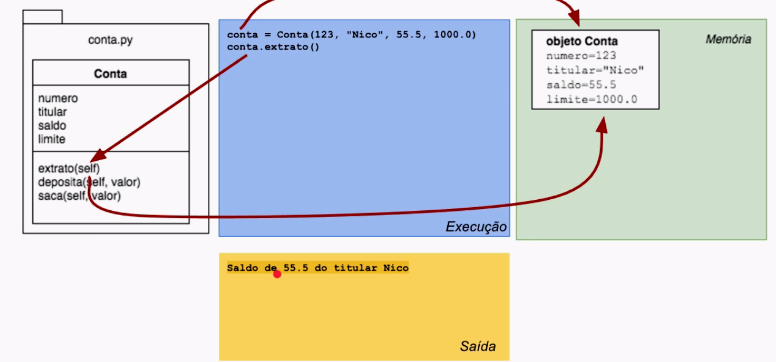 conta.py
Conta
numero
titular
saldo
limite
extrato(self)
deposita(self, valor)
saca(self, valor)
conta = Conta(123, "Nico", 55.5, 1000.0)
conta.extrato()
Execução
objeto Conta
numero=123
titular="Nico"
saldo=55.5
limite=1000.0
Memória
Saldo de 55.5 do titular Nico
Saída